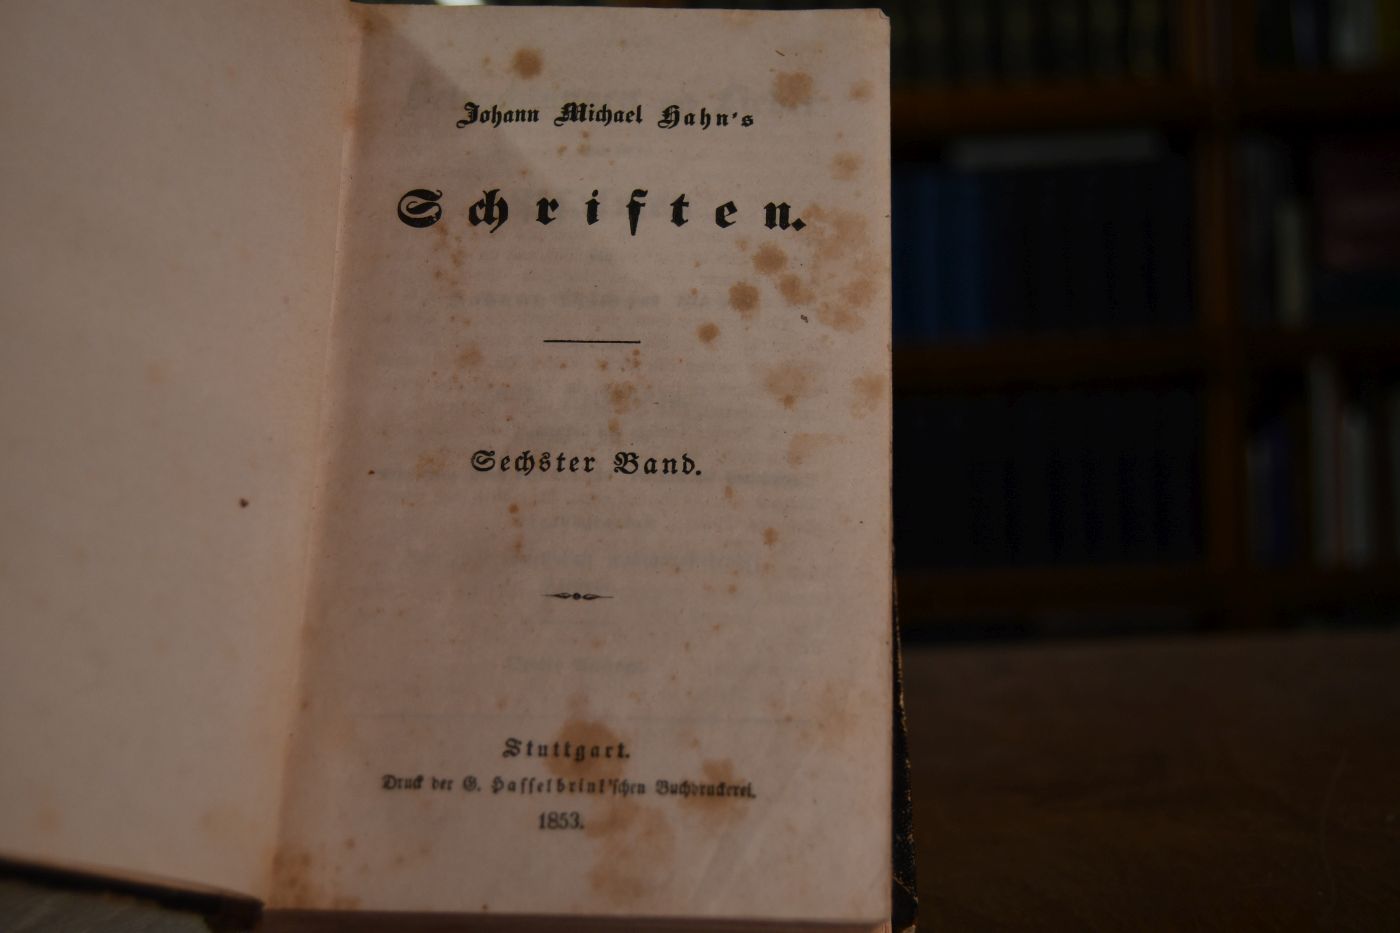 Johann Michael Hahn's
Schriften.
Sechster Band.
Stuttgart.
Druck der G. Hasselbrink'schen Buchdruckerei.
1853.